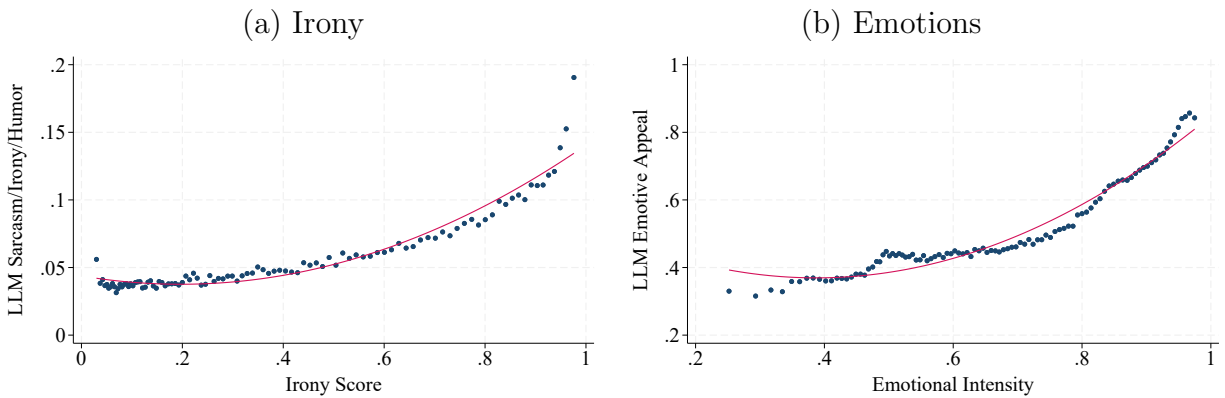 (a) Irony
LLM Sarcasm/Irony/Humor
.2
.15
.1
.05
0
0 .2 .4 .6 .8 1
Irony Score
(b) Emotions
LLM Emotive Appeal
1
.8
.6
.4
.2
.2 .4 .6 .8 1
Emotional Intensity